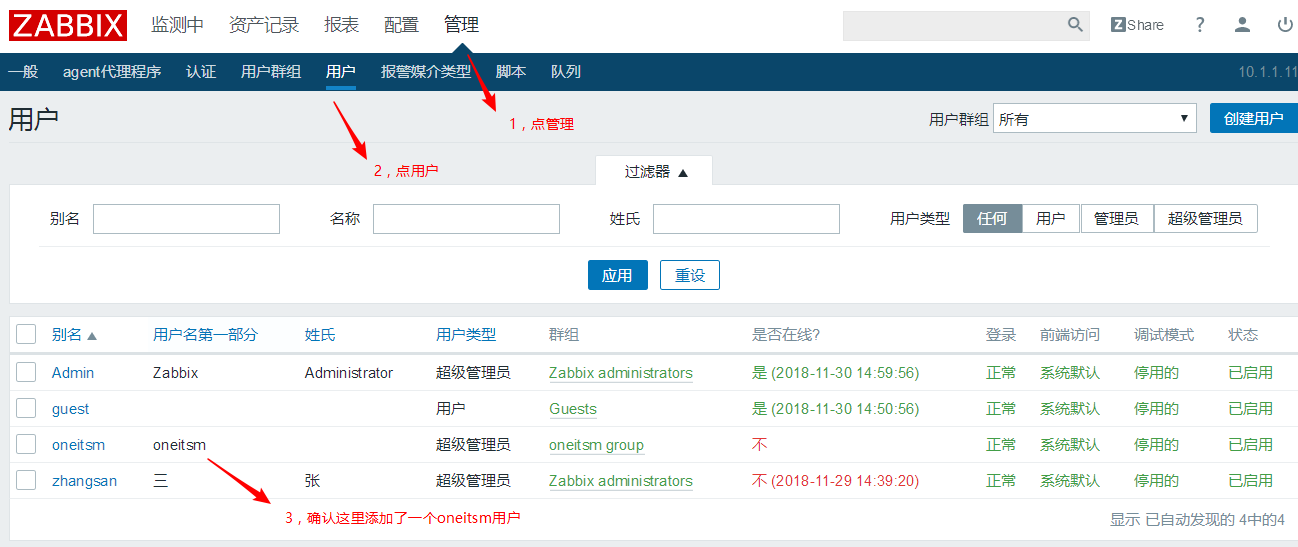 ZABBIX 监测中 资产记录 报表 配置 管理 Share ?
一般 agent代理程序 认证 用户群组 用户 报警媒介类型 脚本 队列 10.1.1.11
用户 用户群组 所有 创建用户
1，点管理
2，点用户
过滤器
别名 名称 姓氏 用户类型 任何 用户 管理员 超级管理员
应用 重设
别名 用户名第一部分 姓氏 用户类型 群组 是否在线? 登录 前端访问 调试模式 状态
Admin Zabbix Administrator 超级管理员 Zabbix administrators 是 (2018-11-30 14:59:56) 正常 系统默认 停用的 已启用
guest 用户 Guests 是 (2018-11-30 14:50:56) 正常 系统默认 停用的 已启用
oneitsm oneitsm 超级管理员 oneitsm group 不 正常 系统默认 停用的 已启用
zhangsan 三 张 超级管理员 Zabbix administrators 不 (2018-11-29 14:39:20) 正常 系统默认 停用的 已启用
3，确认这里添加了一个oneitsm用户
显示 已自动发现的 4中的4